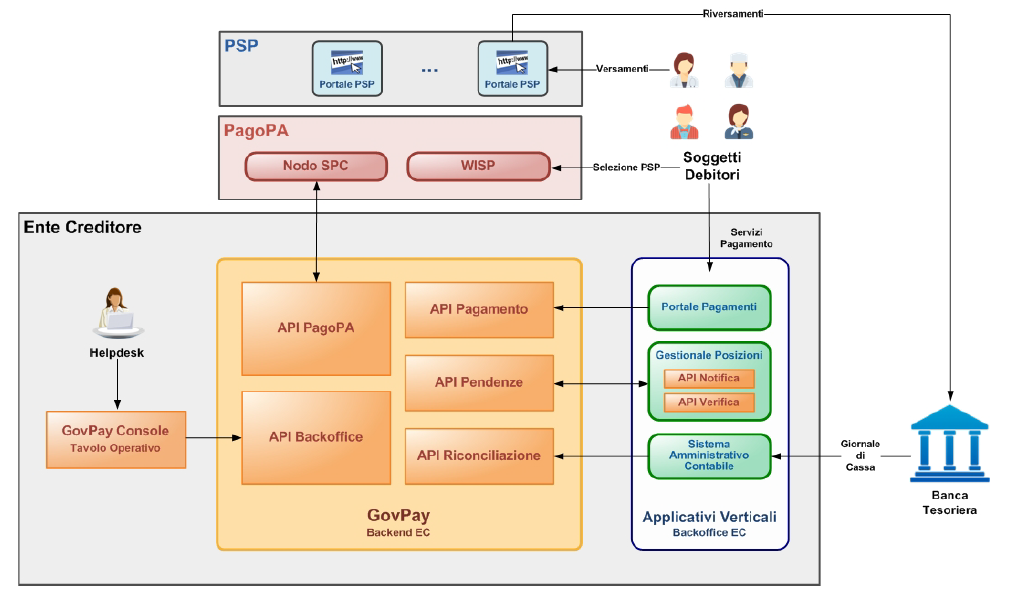 Riversamenti
PSP
http://www
Portale PSP
...
http://www
Portale PSP
Versamenti
PagoPA
Nodo SPC
WISP
Selezione PSP
Soggetti
Debitori
Ente Creditore
Servizi
Pagamento
API PagoPA
API Pagamento
Portale Pagamenti
Helpdesk
Gestionale Posizioni
API Notifica
API Verifica
API Pendenze
GovPay Console
Tavolo Operativo
API Backoffice
API Riconciliazione
Sistema
Amministrativo
Contabile
Giornale
di
Cassa
Banca
Tesoriera
GovPay
Backend EC
Applicativi Verticali
Backoffice EC